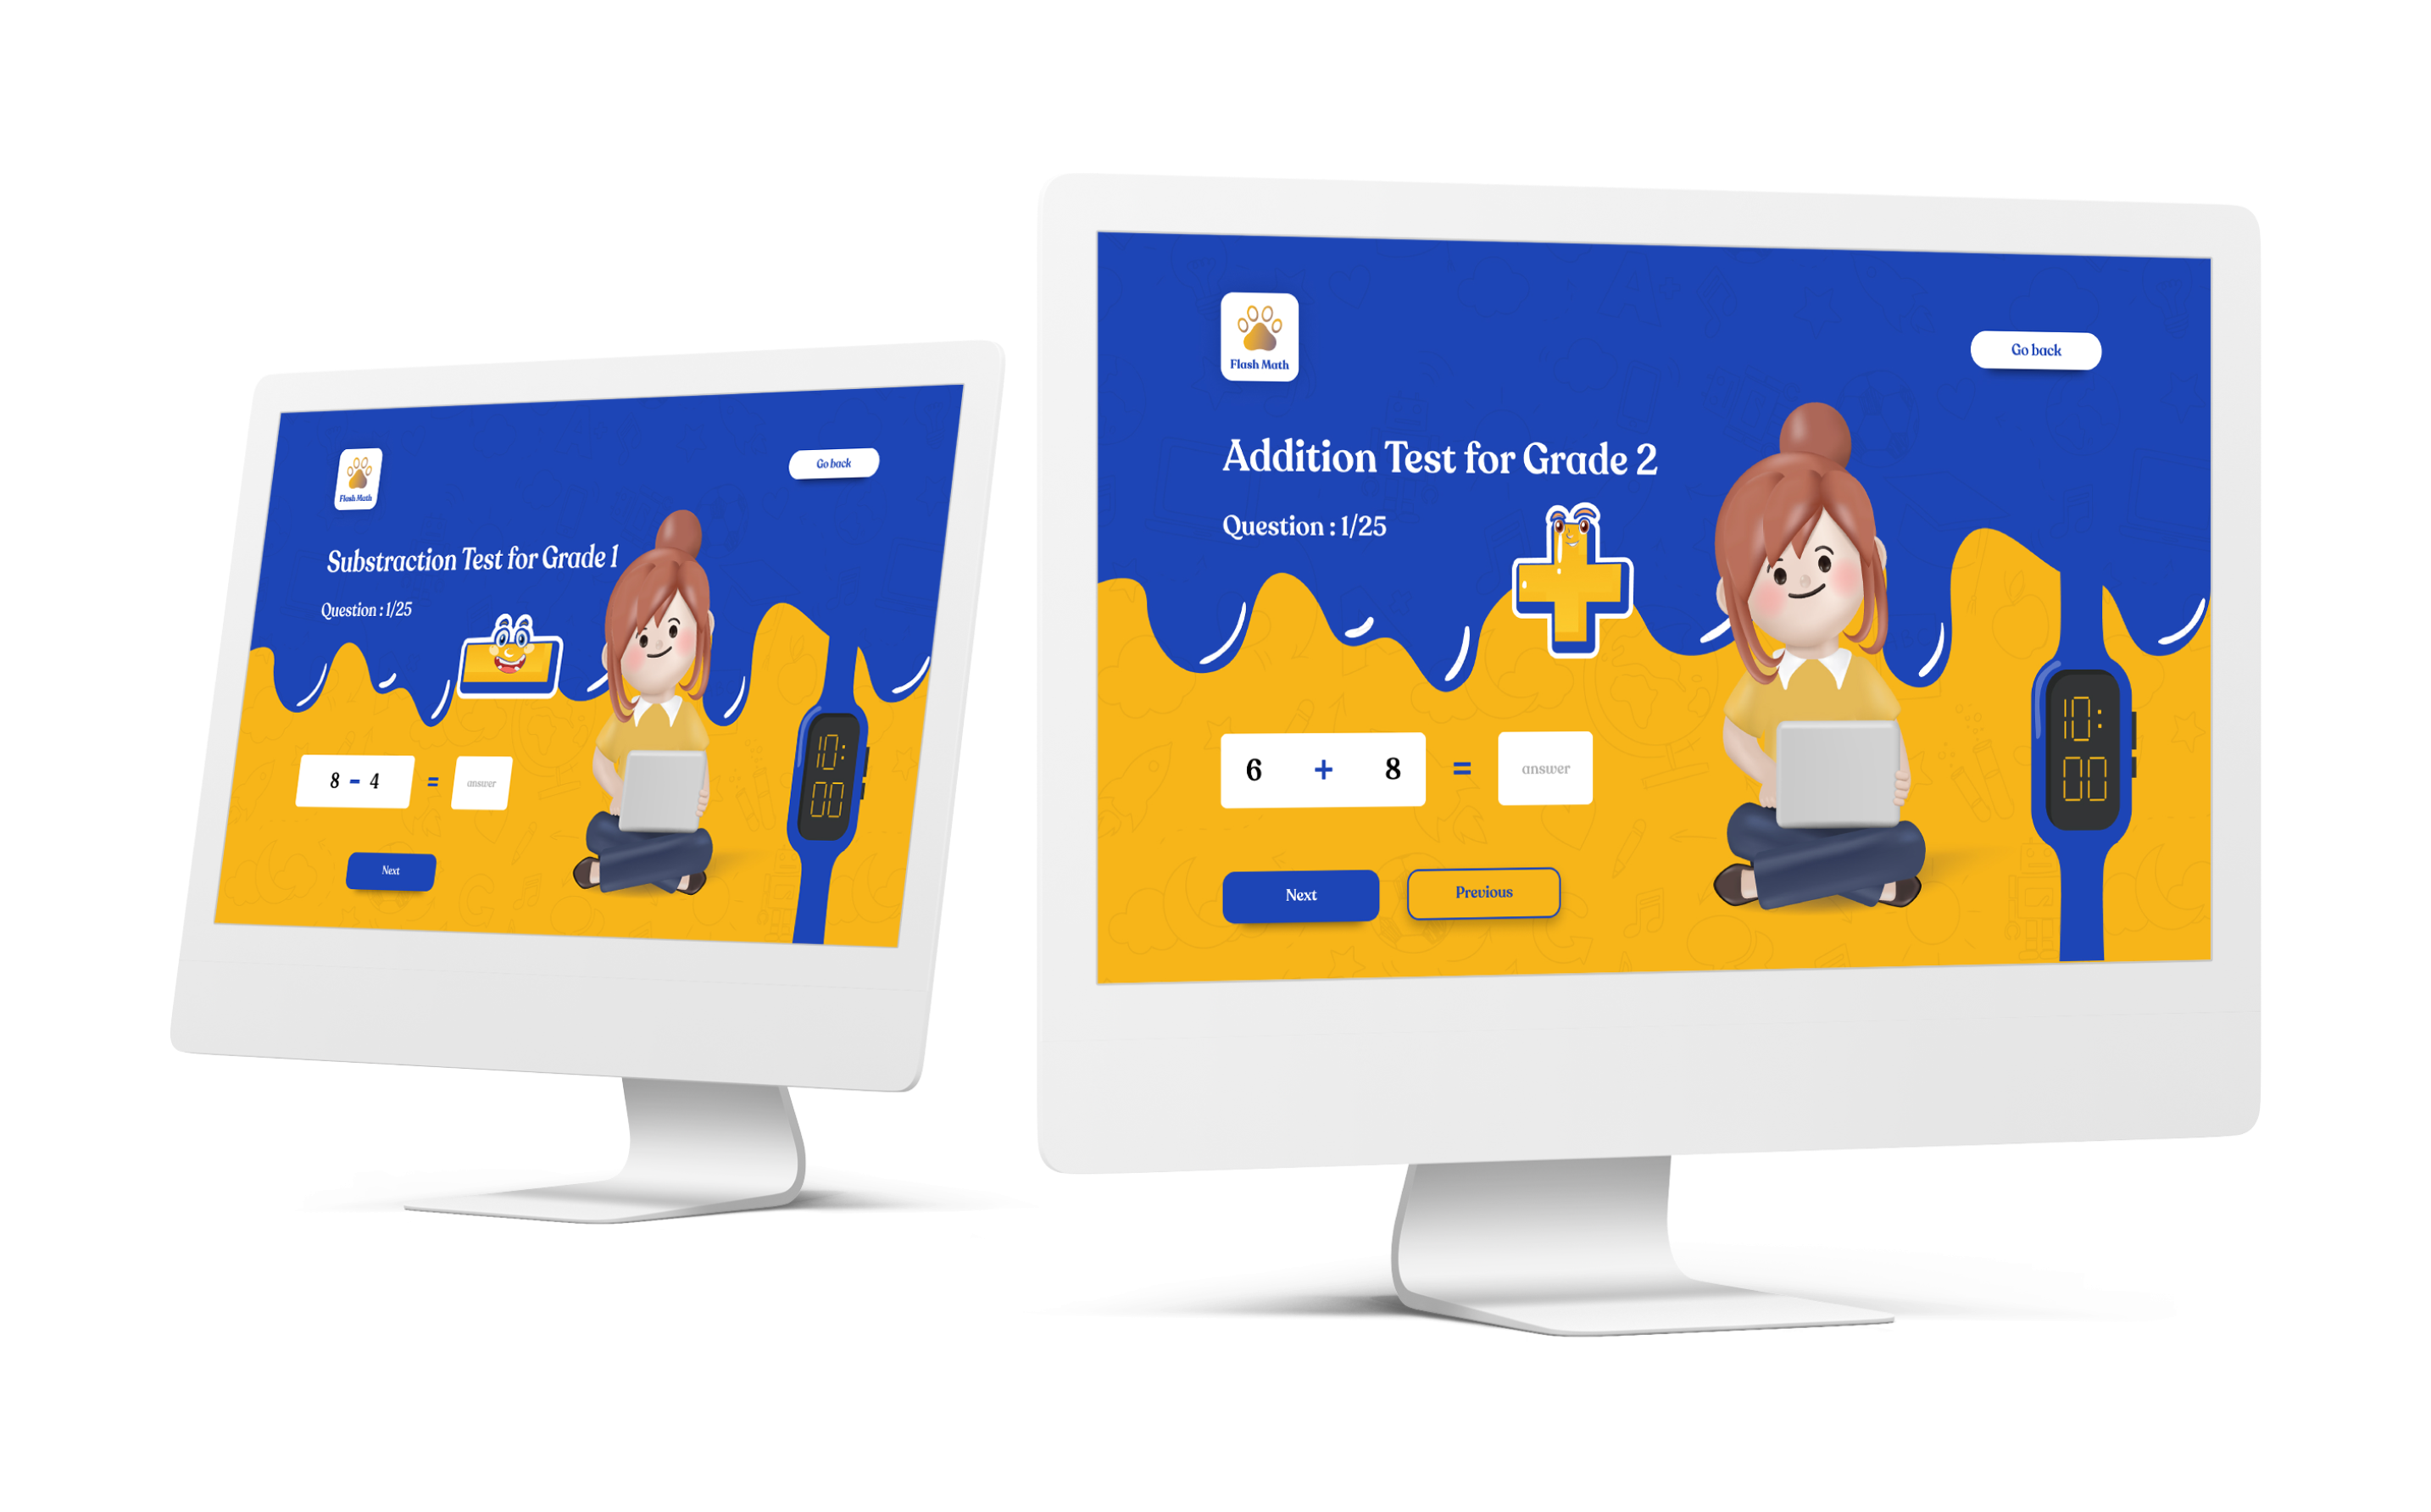 Flash Math
Go back
Substraction Test for Grade 1
Question : 1/25
8 - 4 = answer
10:
00
Next
Flash Math
Go back
Addition Test for Grade 2
Question : 1/25
6 + 8 = answer
10:
00
Next Previous